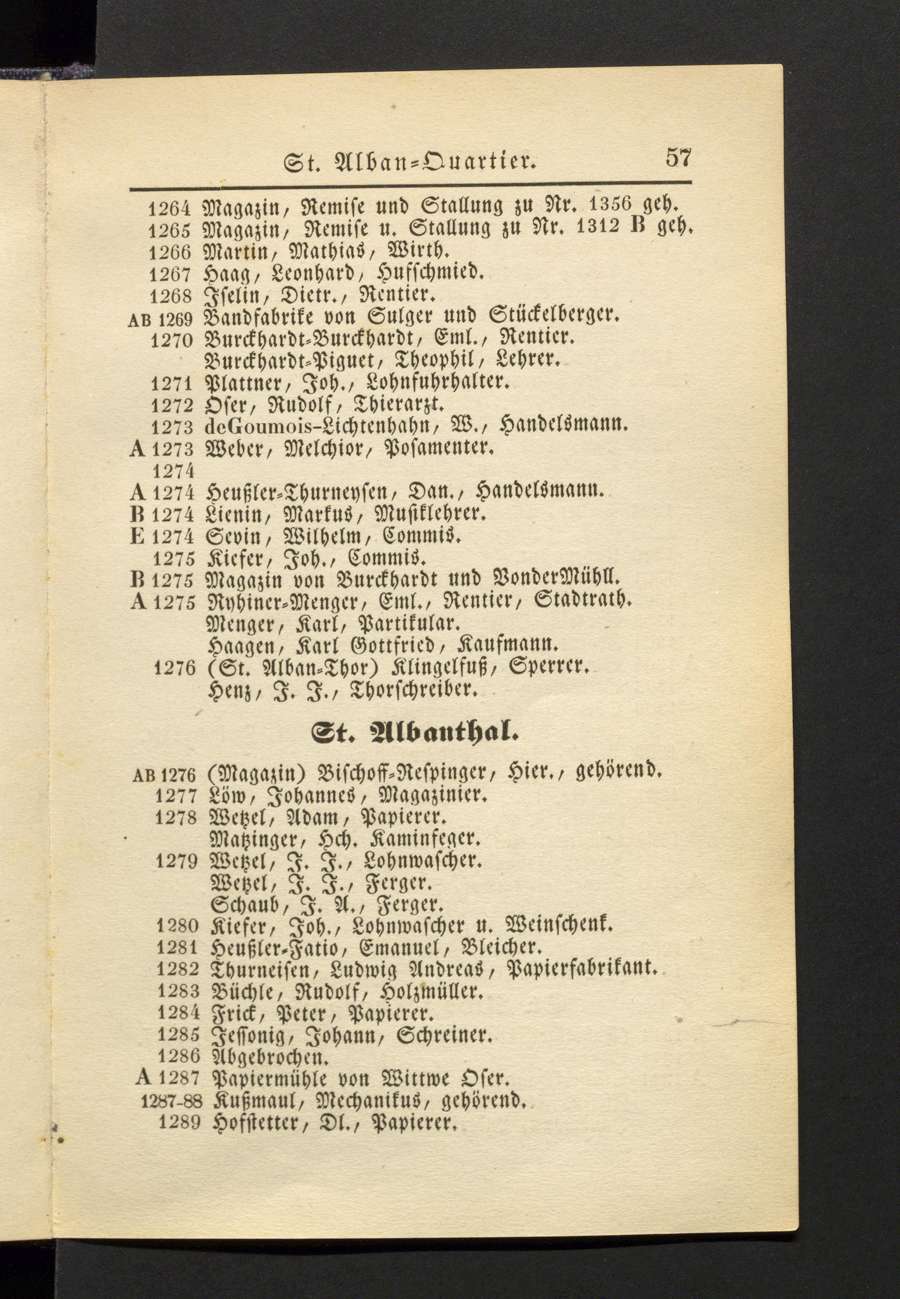 St. Alban=Quartier. 57
1264 Magazin, Remise und Stallung zu Nr. 1356 geh.
1265 Magazin, Remise u. Stallung zu Nr. 1312 B geh.
1266 Martin, Mathias, Wirth.
1267 Haag, Leonhard, Hufschmied.
1268 Iselin, Dietr., Rentier.
AB 1269 Bandfabrike von Sulger und Stückelberger.
1270 Burckhardt=Burckhardt, Eml., Rentier.
Burckhardt=Piguet, Theophil, Lehrer.
1271 Plattner, Joh., Lohnfuhrhalter.
1272 Oser, Rudolf, Thierarzt.
1273 deGoumois-Lichtenhahn, W., Handelsmann.
A 1273 Weber, Melchior, Posamenter.
1274
A 1274 Heußler=Thurneysen, Dan., Handelsmann.
B 1274 Lienin, Markus, Musiklehrer.
E 1274 Sevin, Wilhelm, Commis.
1275 Kiefer, Joh., Commis.
B 1275 Magazin von Burckhardt und VonderMühll.
A 1275 Ryhiner=Menger, Eml., Rentier, Stadtrath.
Menger, Karl, Partikular.
Haagen, Karl Gottfried, Kaufmann.
1276 (St. Alban=Thor) Klingelfuß, Sperrer.
Henz, J. J., Thorschreiber.
St. Albanthal.
AB 1276 (Magazin) Bischoff=Respinger, Hier., gehörend.
1277 Löw, Johannes, Magazinier.
1278 Wetzel, Adam, Papierer.
Matzinger, Hch. Kaminfeger.
1279 Wetzel, J. J., Lohnwascher.
Wetzel, J. J., Ferger.
Schaub, J. A., Ferger.
1280 Kiefer, Joh., Lohnwascher u. Weinschenk.
1281 Heußler=Fatio, Emanuel, Bleicher.
1282 Thurneisen, Ludwig Andreas, Papierfabrikant.
1283 Büchle, Rudolf, Holzmüller.
1284 Frick, Peter, Papierer.
1285 Jessonig, Johann, Schreiner.
1286 Abgebrochen.
A 1287 Papiermühle von Wittwe Oser.
1287-88 Kußmaul, Mechanikus, gehörend.
1289 Hofstetter, Dl., Papierer.